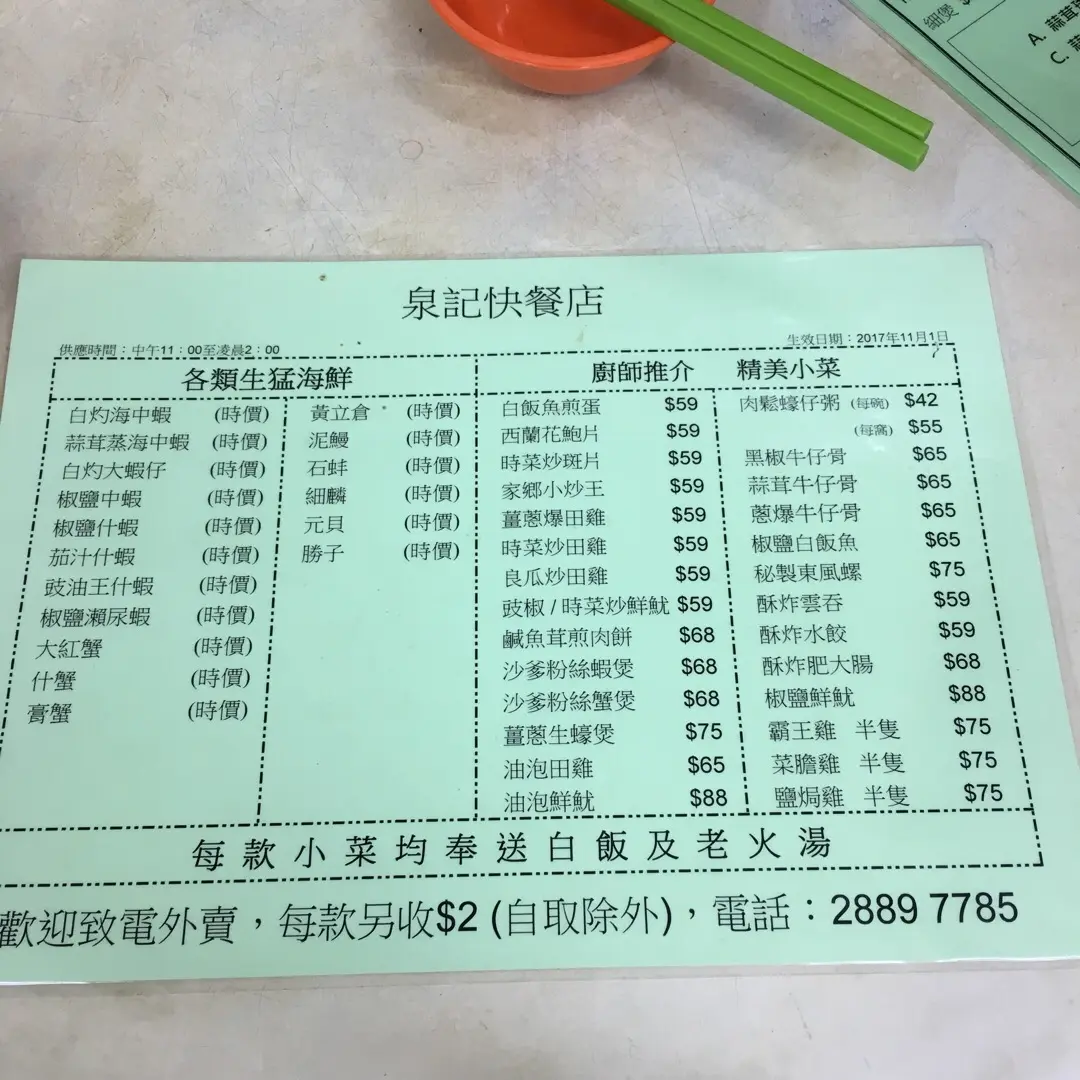 細煲
A. 蒜茸
C. 蒜
泉記快餐店
供應時間：中午11：00至凌晨2：00
生效日期：2017年11月1日
各類生猛海鮮
白灼海中蝦 (時價)
蒜茸蒸海中蝦 (時價)
白灼大蝦仔 (時價)
椒鹽中蝦 (時價)
椒鹽什蝦 (時價)
茄汁什蝦 (時價)
豉油王什蝦 (時價)
椒鹽瀨尿蝦 (時價)
大紅蟹 (時價)
什蟹 (時價)
膏蟹 (時價)
黃立倉 (時價)
泥鯭 (時價)
石蚌 (時價)
細鱗 (時價)
元貝 (時價)
勝子 (時價)
廚師推介 精美小菜
白飯魚煎蛋 $59
西蘭花鮑片 $59
時菜炒斑片 $59
家鄉小炒王 $59
薑蔥爆田雞 $59
時菜炒田雞 $59
良瓜炒田雞 $59
豉椒 / 時菜炒鮮魷 $59
鹹魚茸煎肉餅 $68
沙爹粉絲蝦煲 $68
沙爹粉絲蟹煲 $68
薑蔥生蠔煲 $75
油泡田雞 $65
油泡鮮魷 $88
肉鬆蠔仔粥 (每碗) $42
(每窩) $55
黑椒牛仔骨 $65
蒜茸牛仔骨 $65
蔥爆牛仔骨 $65
椒鹽白飯魚 $65
秘製東風螺 $75
酥炸雲吞 $59
酥炸水餃 $59
酥炸肥大腸 $68
椒鹽鮮魷 $88
霸王雞 半隻 $75
菜膽雞 半隻 $75
鹽焗雞 半隻 $75
每款小菜均奉送白飯及老火湯
歡迎致電外賣，每款另收$2 (自取除外)，電話：2889 7785